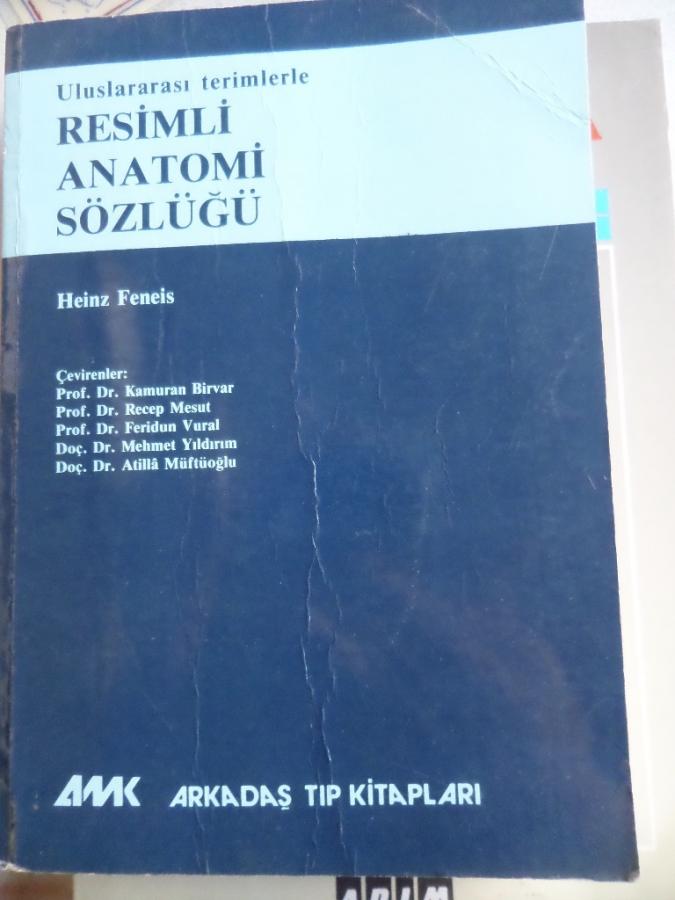 Uluslararası terimlerle
RESİMLİ
ANATOMİ
SÖZLÜĞÜ
Heinz Feneis
Çevirenler:
Prof. Dr. Kamuran Birvar
Prof. Dr. Recep Mesut
Prof. Dr. Feridun Vural
Doç. Dr. Mehmet Yıldırım
Doç. Dr. Atillâ Müftüoğlu
AMK ARKADAŞ TIP KİTAPLARI
ADIM